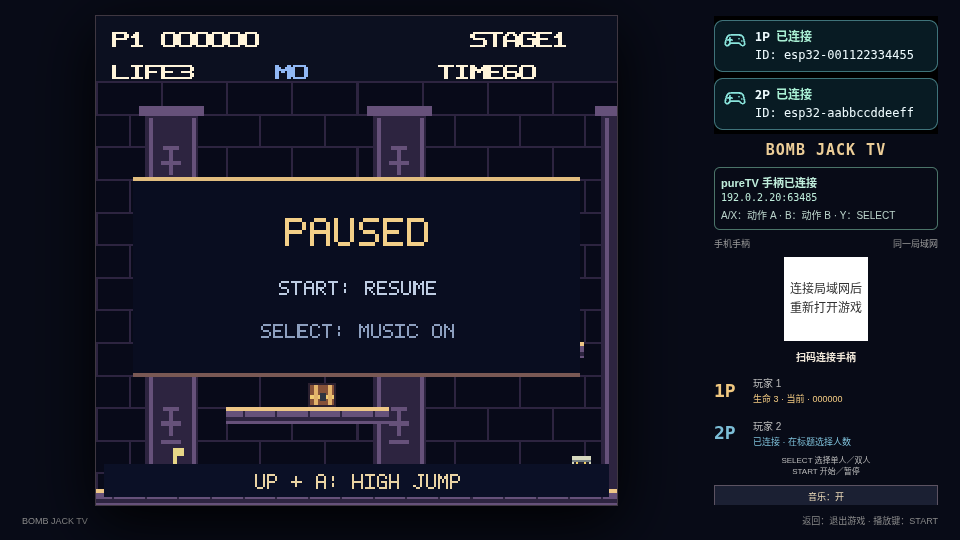 P1 000000
STAGE1
LIFE3
M0
TIME60
PAUSED
START: RESUME
SELECT: MUSIC ON
UP + A: HIGH JUMP
BOMB JACK TV
1P 已连接
ID: esp32-001122334455
2P 已连接
ID: esp32-aabbccddeeff
BOMB JACK TV
pureTV 手柄已连接
192.0.2.20:63485
A/X：动作 A · B：动作 B · Y：SELECT
手机手柄
同一局域网
连接局域网后
重新打开游戏
扫码连接手柄
1P
玩家 1
生命 3 · 当前 · 000000
2P
玩家 2
已连接 · 在标题选择人数
SELECT 选择单人／双人
START 开始／暂停
音乐：开
返回：退出游戏 · 播放键：START